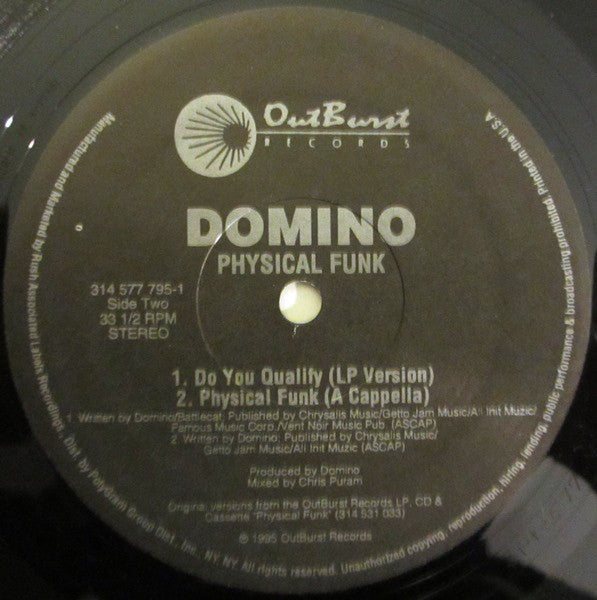 OutBurst
RECORDS
DOMINO
PHYSICAL FUNK
314 577 795-1
Side Two
33 1/2 RPM
STEREO
1. Do You Qualify (LP Version)
2. Physical Funk (A Cappella)
1. Written by Domino/Battlecat; Published by Chrysalis Music/Getto Jam Music/All Init Muzic/
Famous Music Corp./Vent Noir Music Pub. (ASCAP)
2. Written by Domino; Published by Chrysalis Music/
Getto Jam Music/All Init Muzic (ASCAP)
Produced by Domino
Mixed by Chris Puram
Original versions from the OutBurst Records LP, CD &
Cassette "Physical Funk" (314 531 033)
℗ 1995 OutBurst Records
Manufactured and Marketed by Rush Associated Labels Recordings, Dist. by PolyGram Group Dist., Inc., NY, NY All rights reserved. Unauthorized copying, reproduction, hiring, lending, public performance & broadcasting prohibited. Printed in the U.S.A